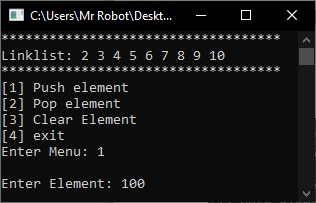 C:\Users\Mr Robot\Deskt...
**********************************
Linklist: 2 3 4 5 6 7 8 9 10
**********************************
[1] Push element
[2] Pop element
[3] Clear Element
[4] exit
Enter Menu: 1
Enter Element: 100